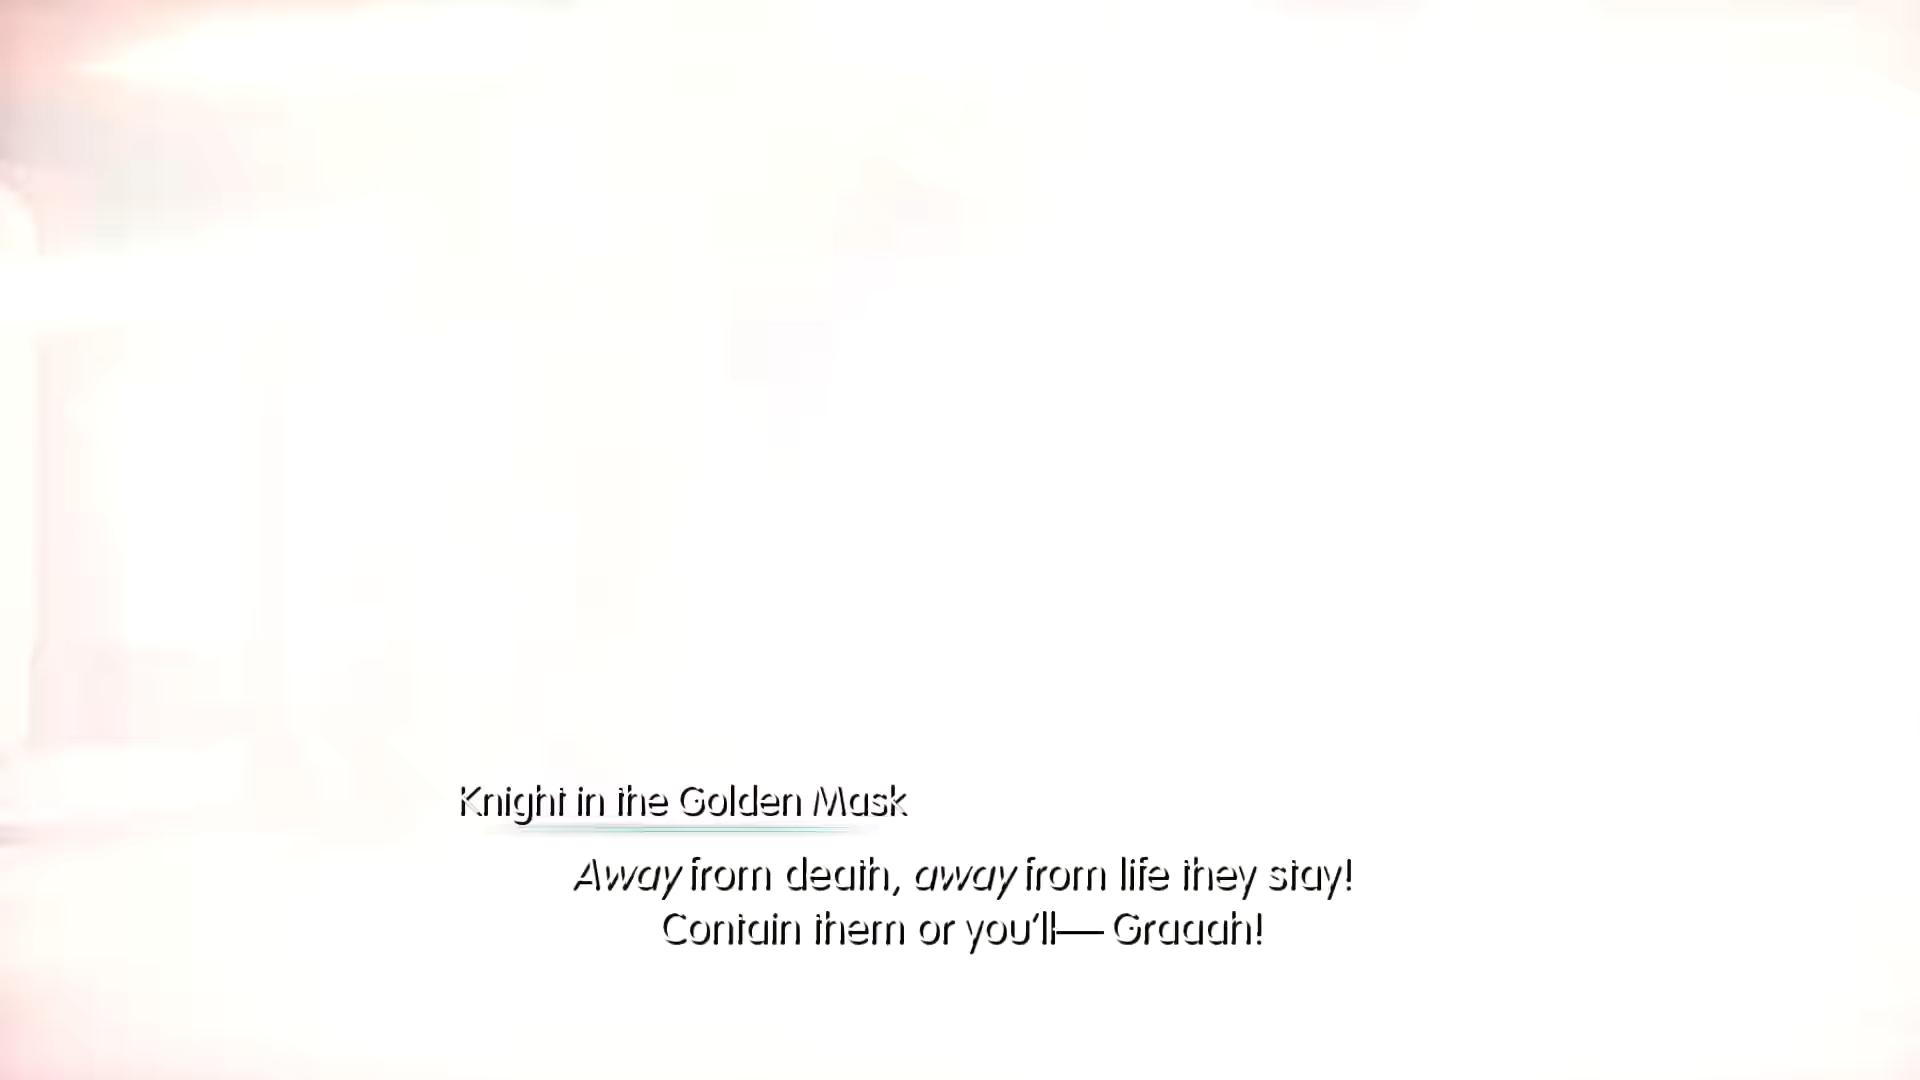 Knight in the Golden Mask
Away from death, away from life they stay!
Contain them or you’ll— Graaah!